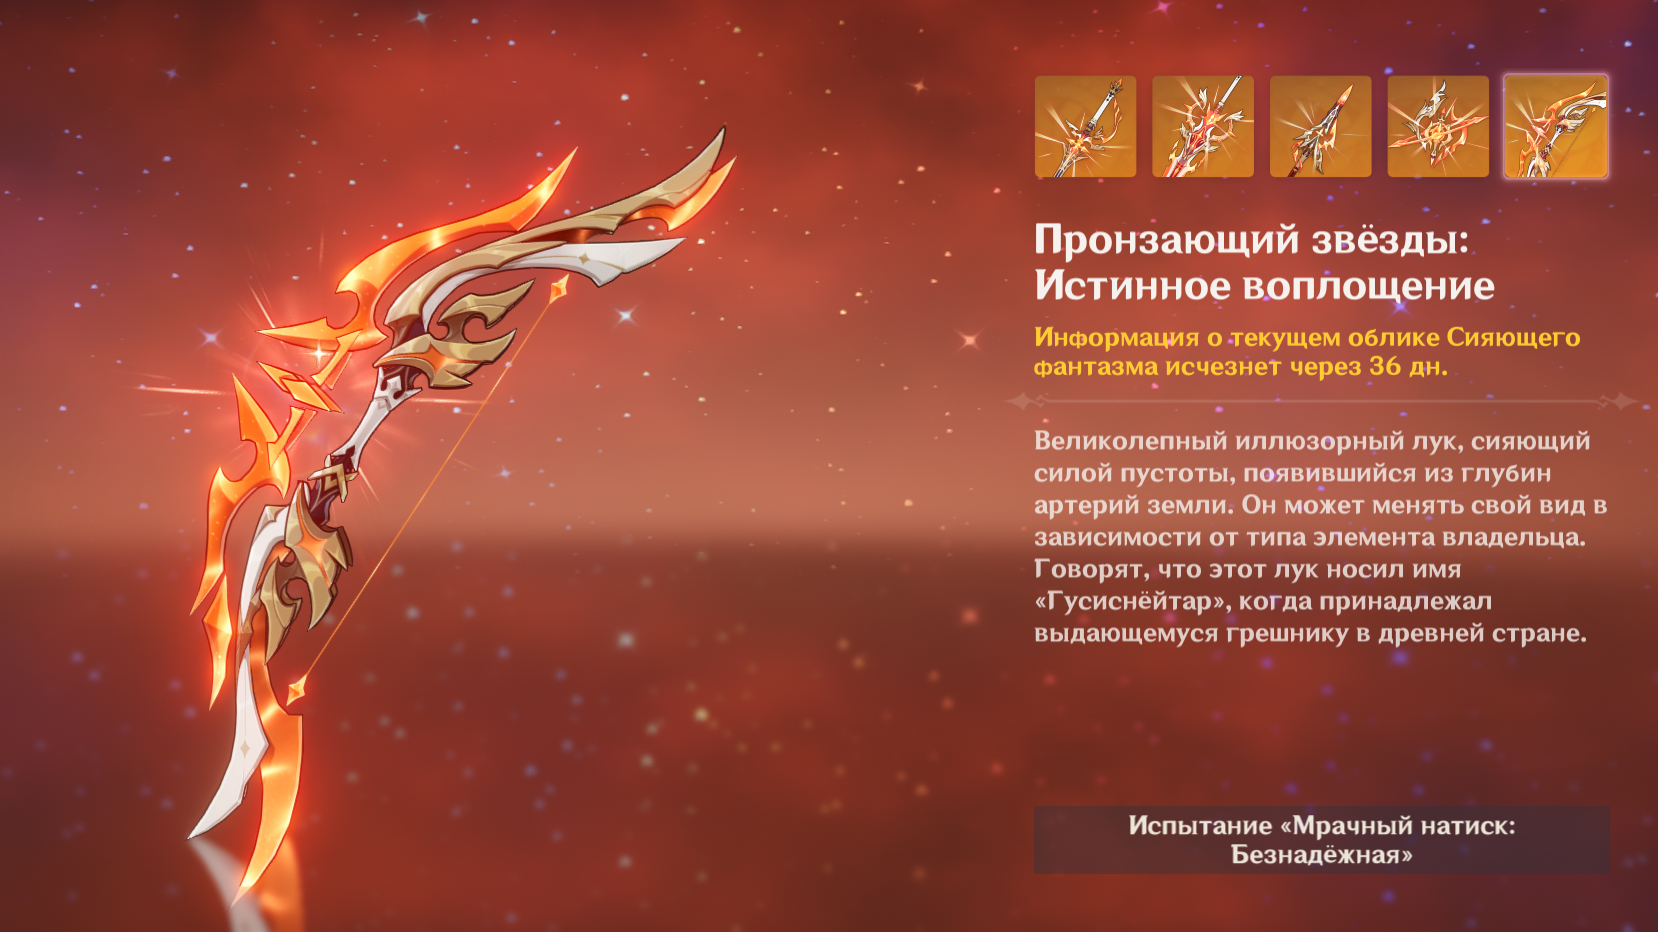 Пронзающий звёзды:
Истинное воплощение
Информация о текущем облике Сияющего
фантазма исчезнет через 36 дн.
Великолепный иллюзорный лук, сияющий
силой пустоты, появившийся из глубин
артерий земли. Он может менять свой вид в
зависимости от типа элемента владельца.
Говорят, что этот лук носил имя
«Гусиснёйтар», когда принадлежал
выдающемуся грешнику в древней стране.
Испытание «Мрачный натиск:
Безнадёжная»